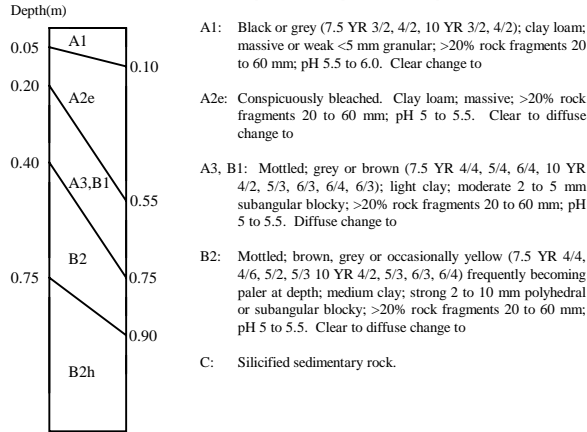 Depth(m)
A1
0.05
0.10
0.20
A2e
0.40
A3,B1
0.55
B2
0.75
0.75
0.90
B2h
A1: Black or grey (7.5 YR 3/2, 4/2, 10 YR 3/2, 4/2); clay loam;
massive or weak <5 mm granular; >20% rock fragments 20
to 60 mm; pH 5.5 to 6.0. Clear change to
A2e: Conspicuously bleached. Clay loam; massive; >20% rock
fragments 20 to 60 mm; pH 5 to 5.5. Clear to diffuse
change to
A3, B1: Mottled; grey or brown (7.5 YR 4/4, 5/4, 6/4, 10 YR
4/2, 5/3, 6/3, 6/4, 6/3); light clay; moderate 2 to 5 mm
subangular blocky; >20% rock fragments 20 to 60 mm; pH
5 to 5.5. Diffuse change to
B2: Mottled; brown, grey or occasionally yellow (7.5 YR 4/4,
4/6, 5/2, 5/3 10 YR 4/2, 5/3, 6/3, 6/4) frequently becoming
paler at depth; medium clay; strong 2 to 10 mm polyhedral
or subangular blocky; >20% rock fragments 20 to 60 mm;
pH 5 to 5.5. Clear to diffuse change to
C: Silicified sedimentary rock.